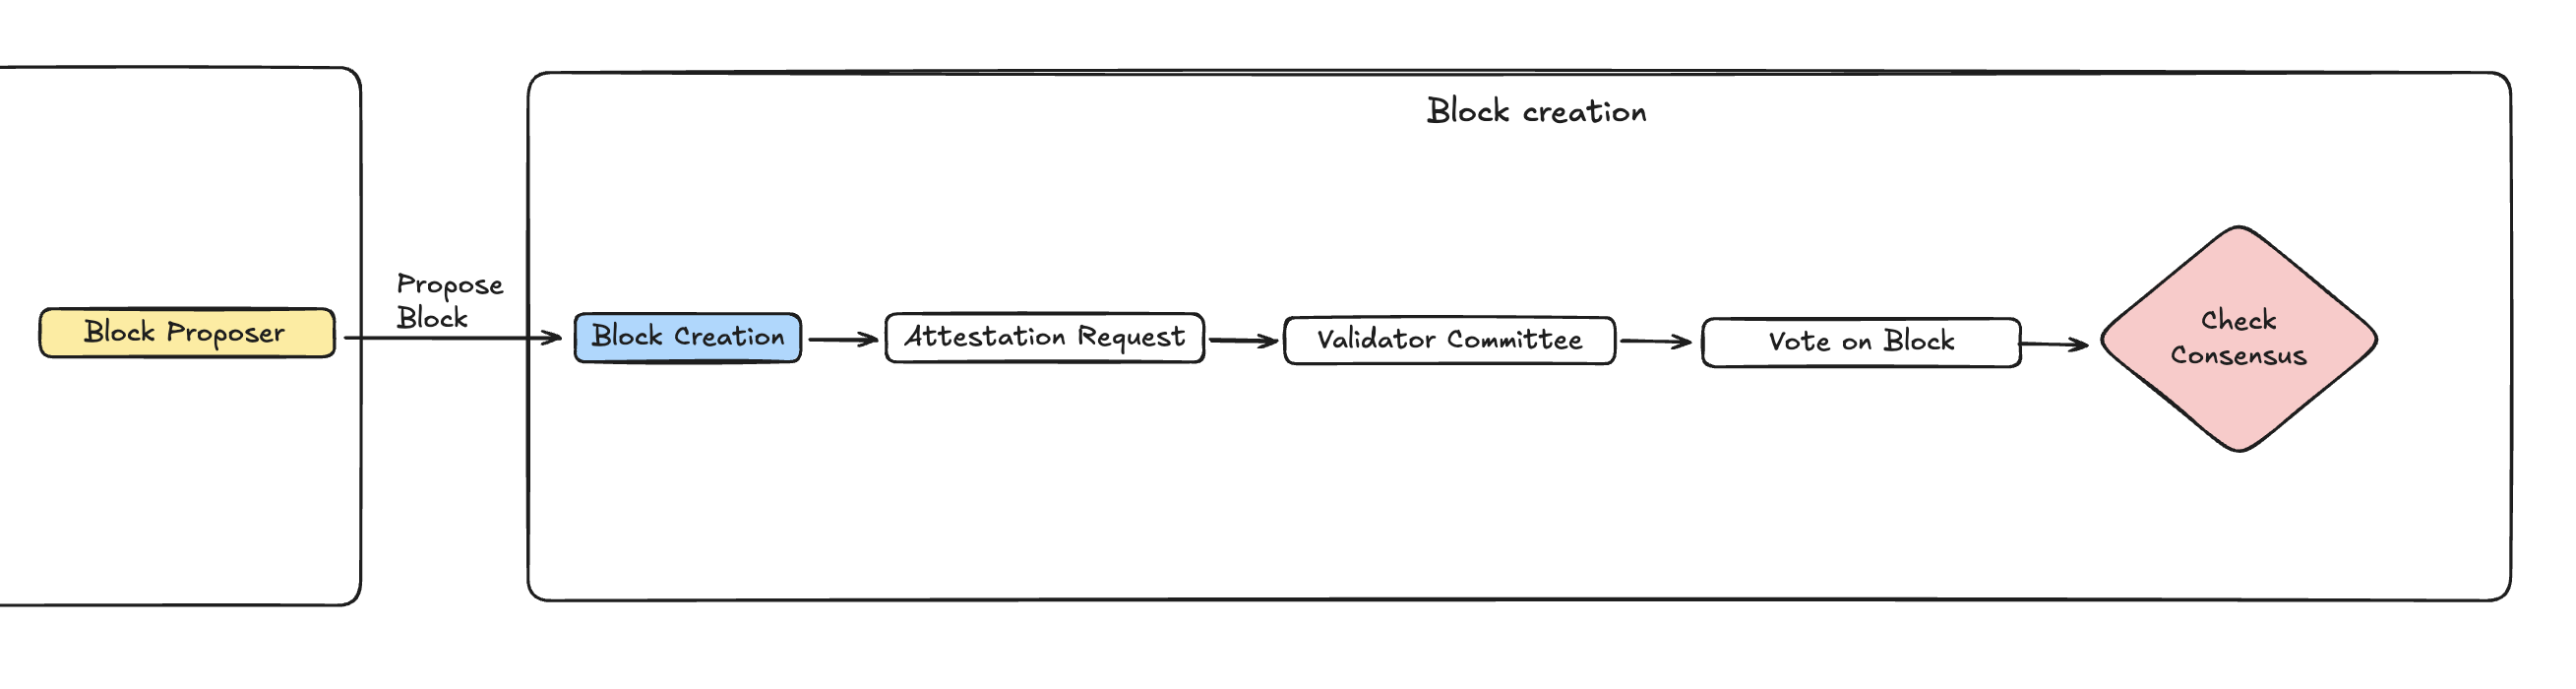 Block creation
Propose
Block
Block Proposer
Block Creation
Attestation Request
Validator Committee
Vote on Block
Check
Consensus